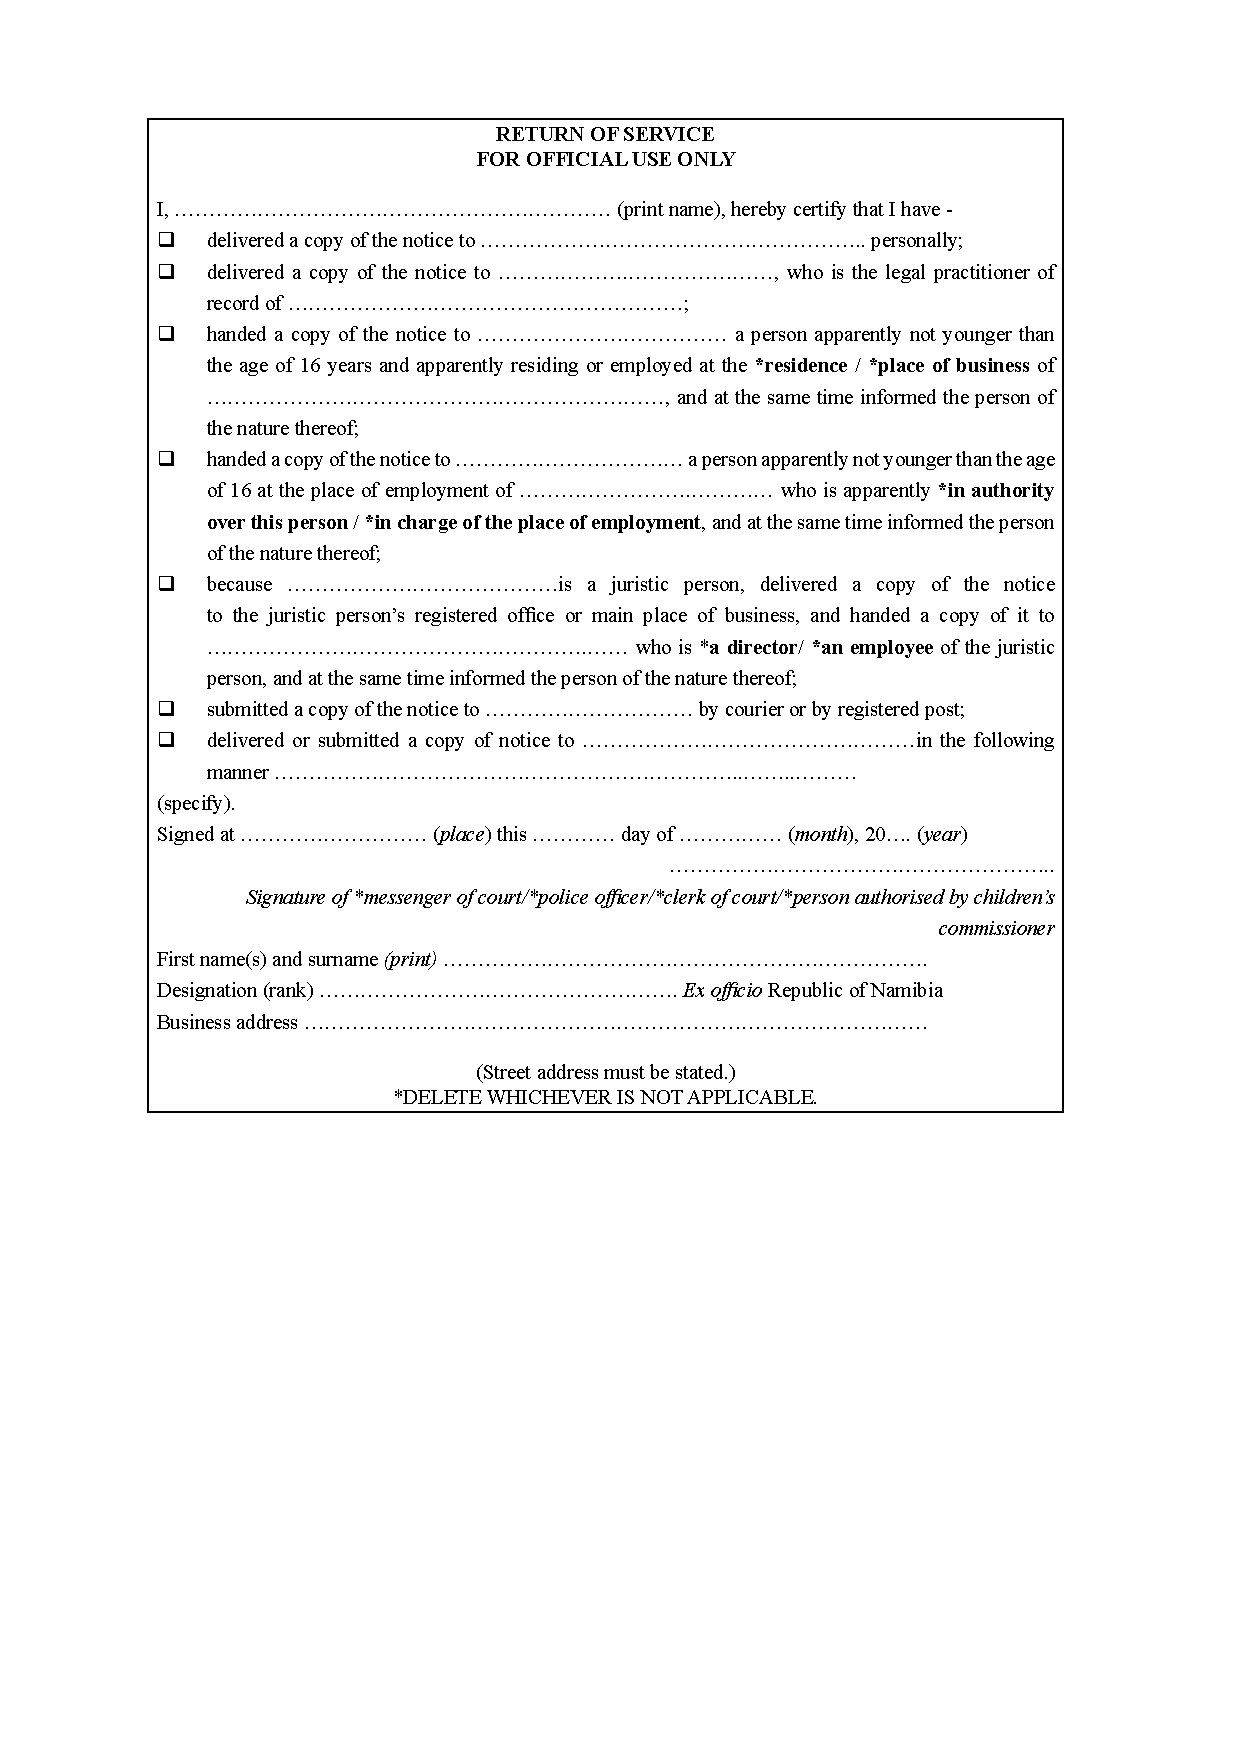 RETURN OF SERVICE
FOR OFFICIAL USE ONLY
I, ……………………………………………………… (print name), hereby certify that I have -
❑ delivered a copy of the notice to ……………………………………………….. personally;
❑ delivered a copy of the notice to …………………………………, who is the legal practitioner of
record of …………………………………………………;
❑ handed a copy of the notice to ……………………………… a person apparently not younger than
the age of 16 years and apparently residing or employed at the *residence / *place of business of
…………………………………………………………, and at the same time informed the person of
the nature thereof;
❑ handed a copy of the notice to …………………………… a person apparently not younger than the age
of 16 at the place of employment of ……………………………… who is apparently *in authority
over this person / *in charge of the place of employment, and at the same time informed the person
of the nature thereof;
❑ because …………………………………is a juristic person, delivered a copy of the notice
to the juristic person’s registered office or main place of business, and handed a copy of it to
…………………………………………………… who is *a director/ *an employee of the juristic
person, and at the same time informed the person of the nature thereof;
❑ submitted a copy of the notice to ………………………… by courier or by registered post;
❑ delivered or submitted a copy of notice to …………………………………………in the following
manner …………………………………………………………..……..………
(specify).
Signed at ……………………… (place) this ………… day of …………… (month), 20…. (year)
………………………………………………..
Signature of *messenger of court/*police officer/*clerk of court/*person authorised by children’s
commissioner
First name(s) and surname (print) …………………………………………………………….
Designation (rank) ……………………………………………. Ex officio Republic of Namibia
Business address ………………………………………………………………………………
(Street address must be stated.)
*DELETE WHICHEVER IS NOT APPLICABLE.